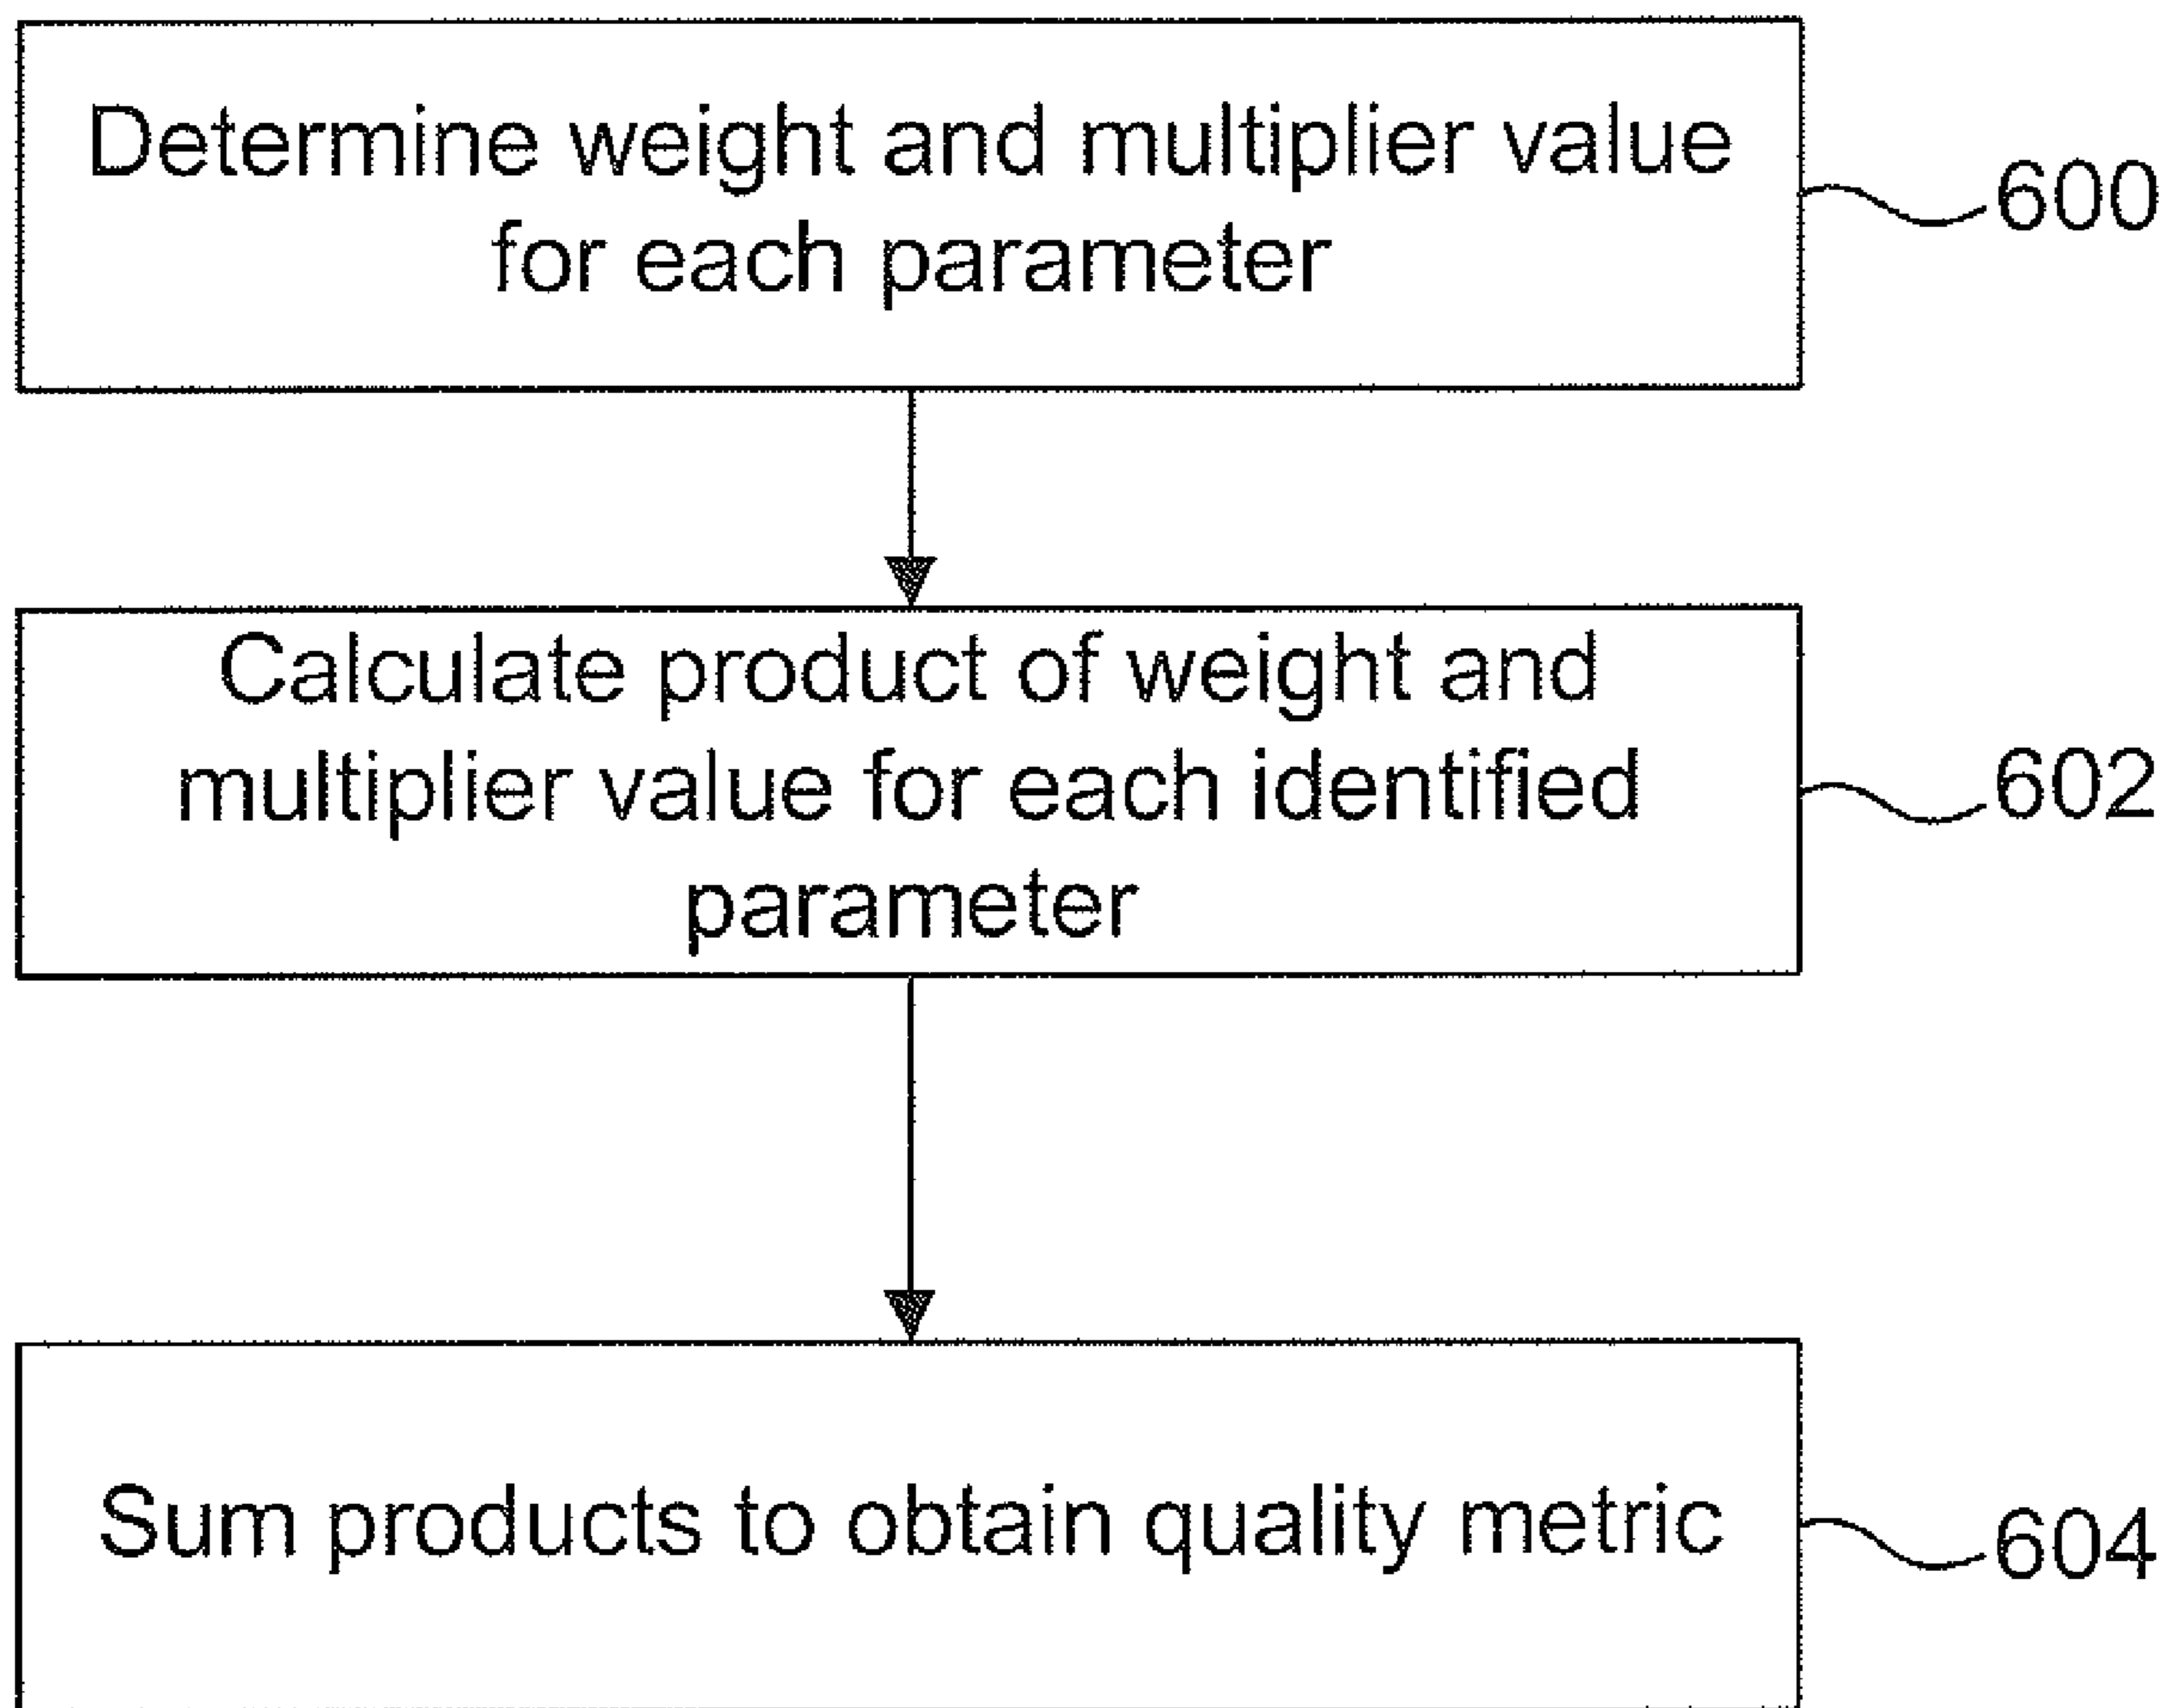 Determine weight and multiplier value
for each parameter
600
Calculate product of weight and
multiplier value for each identified
parameter
602
Sum products to obtain quality metric
604